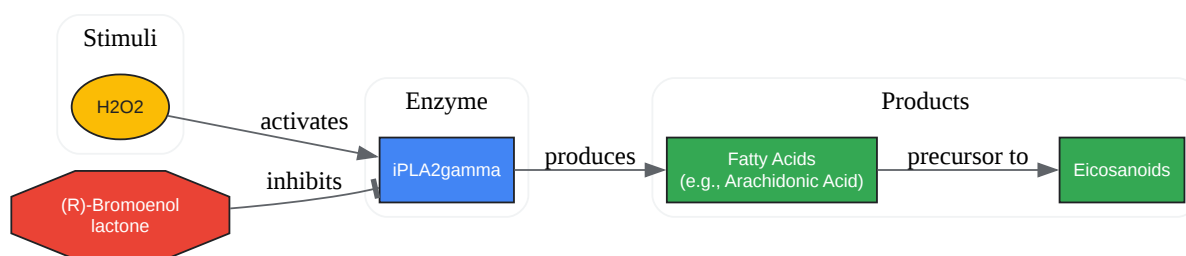 Stimuli
H2O2
activates
(R)-Bromoenol
lactone
inhibits
Enzyme
iPLA2gamma
produces
Products
Fatty Acids
(e.g., Arachidonic Acid)
precursor to
Eicosanoids